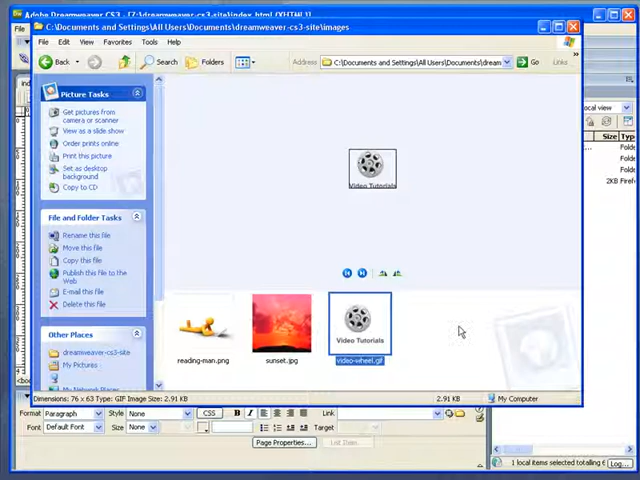 Adobe Dreamweaver CS3 - [Z:\dreamweaver-cs3-site\index.html (XHTML)]
C:\Documents and Settings\All Users\Documents\dreamweaver-cs3-site\images
File Edit View Favorites Tools Help
Back Search Folders Address C:\Documents and Settings\All Users\Documents\dream Go Links
Local view
Size Typ
Picture Tasks
Get pictures from
camera or scanner
View as a slide show
Order prints online
Print this picture
Set as desktop
background
Copy to CD
Folde
Folde
Folde
2KB Firef
Video Tutorials
File and Folder Tasks
Rename this file
Move this file
Copy this file
Publish this file to the
Web
E-mail this file
Delete this file
Other Places
dreamweaver-cs3-site
My Pictures
My Network Places
Video Tutorials
reading-man.png sunset.jpg video-wheel.gif
Dimensions: 76 x 63 Type: GIF Image Size: 2.91 KB 2.91 KB My Computer
Format Paragraph Style None CSS B I Link
Font Default Font Size None Target
Page Properties... List Item...
1 local items selected totalling 6 Log...